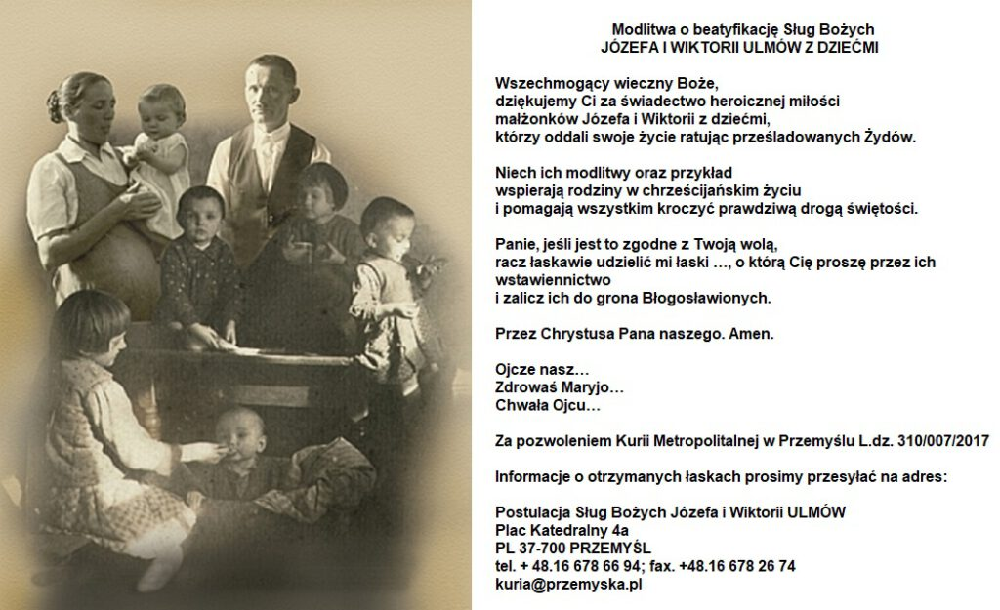 Modlitwa o beatyfikację Sług Bożych
JÓZEFA I WIKTORII ULMÓW Z DZIEĆMI
Wszechmogący wieczny Boże,
dziękujemy Ci za świadectwo heroicznej miłości
małżonków Józefa i Wiktorii z dziećmi,
którzy oddali swoje życie ratując prześladowanych Żydów.
Niech ich modlitwy oraz przykład
wspierają rodziny w chrześcijańskim życiu
i pomagają wszystkim kroczyć prawdziwą drogą świętości.
Panie, jeśli jest to zgodne z Twoją wolą,
racz łaskawie udzielić mi łaski …, o którą Cię proszę przez ich
wstawiennictwo
i zalicz ich do grona Błogosławionych.
Przez Chrystusa Pana naszego. Amen.
Ojcze nasz…
Zdrowaś Maryjo…
Chwała Ojcu…
Za pozwoleniem Kurii Metropolitalnej w Przemyślu L.dz. 310/007/2017
Informacje o otrzymanych łaskach prosimy przesyłać na adres:
Postulacja Sług Bożych Józefa i Wiktorii ULMÓW
Plac Katedralny 4a
PL 37-700 PRZEMYŚL
tel. + 48.16 678 66 94; fax. +48.16 678 26 74
kuria@przemyska.pl